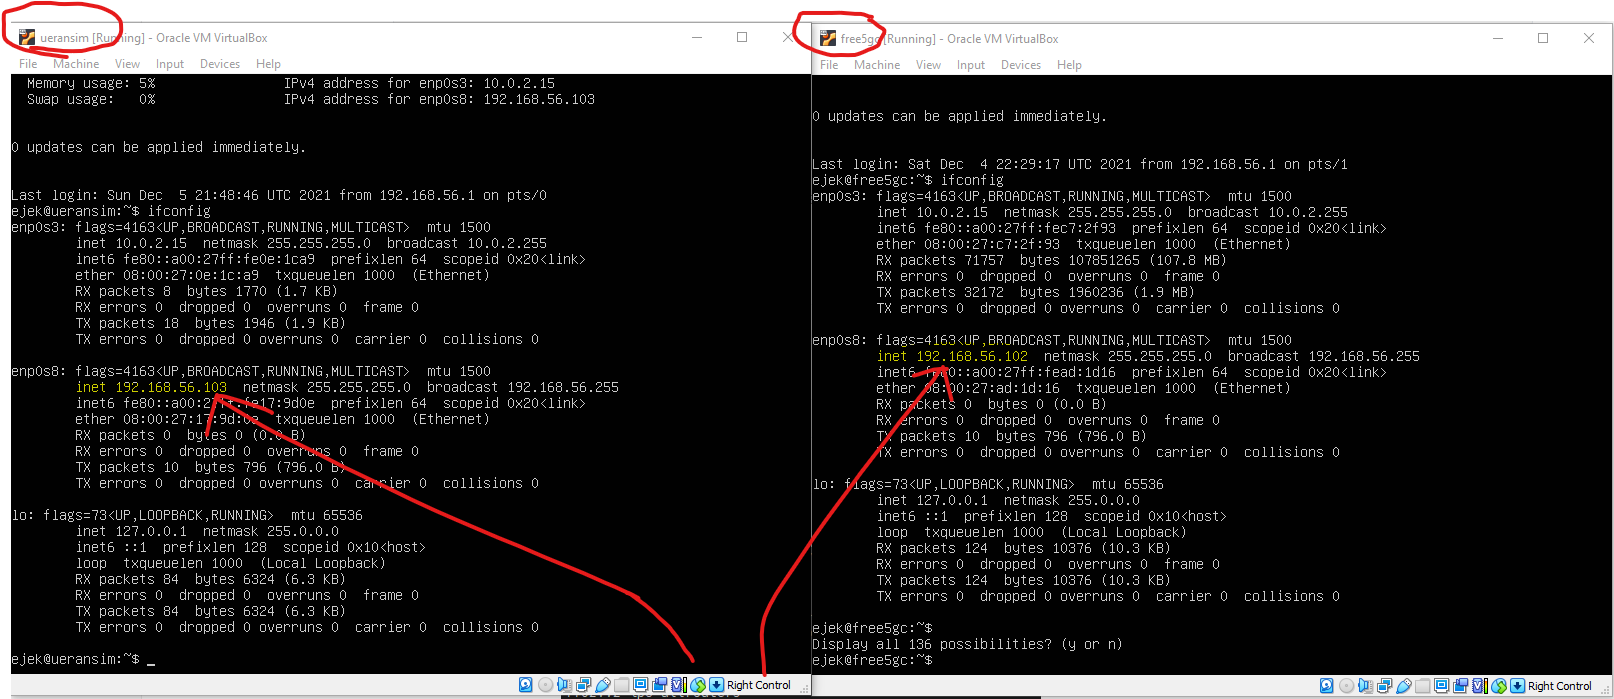 ueransim [Running] - Oracle VM VirtualBox
File Machine View Input Devices Help
Memory usage: 5% IPv4 address for enp0s3: 10.0.2.15
Swap usage: 0% IPv4 address for enp0s8: 192.168.56.103
0 updates can be applied immediately.
Last login: Sun Dec 5 21:48:46 UTC 2021 from 192.168.56.1 on pts/0
ejek@ueransim:~$ ifconfig
enp0s3: flags=4163<UP,BROADCAST,RUNNING,MULTICAST> mtu 1500
inet 10.0.2.15 netmask 255.255.255.0 broadcast 10.0.2.255
inet6 fe80::a00:27ff:fe0e:1ca9 prefixlen 64 scopeid 0x20<link>
ether 08:00:27:0e:1c:a9 txqueuelen 1000 (Ethernet)
RX packets 8 bytes 1770 (1.7 KB)
RX errors 0 dropped 0 overruns 0 frame 0
TX packets 18 bytes 1946 (1.9 KB)
TX errors 0 dropped 0 overruns 0 carrier 0 collisions 0
enp0s8: flags=4163<UP,BROADCAST,RUNNING,MULTICAST> mtu 1500
inet 192.168.56.103 netmask 255.255.255.0 broadcast 192.168.56.255
inet6 fe80::a00:27ff:fe17:9d0e prefixlen 64 scopeid 0x20<link>
ether 08:00:27:17:9d:0e txqueuelen 1000 (Ethernet)
RX packets 0 bytes 0 (0.0 B)
RX errors 0 dropped 0 overruns 0 frame 0
TX packets 10 bytes 796 (796.0 B)
TX errors 0 dropped 0 overruns 0 carrier 0 collisions 0
lo: flags=73<UP,LOOPBACK,RUNNING> mtu 65536
inet 127.0.0.1 netmask 255.0.0.0
inet6 ::1 prefixlen 128 scopeid 0x10<host>
loop txqueuelen 1000 (Local Loopback)
RX packets 84 bytes 6324 (6.3 KB)
RX errors 0 dropped 0 overruns 0 frame 0
TX packets 84 bytes 6324 (6.3 KB)
TX errors 0 dropped 0 overruns 0 carrier 0 collisions 0
ejek@ueransim:~$ _
Right Control
free5gc [Running] - Oracle VM VirtualBox
File Machine View Input Devices Help
0 updates can be applied immediately.
Last login: Sat Dec 4 22:29:17 UTC 2021 from 192.168.56.1 on pts/1
ejek@free5gc:~$ ifconfig
enp0s3: flags=4163<UP,BROADCAST,RUNNING,MULTICAST> mtu 1500
inet 10.0.2.15 netmask 255.255.255.0 broadcast 10.0.2.255
inet6 fe80::a00:27ff:fec7:2f93 prefixlen 64 scopeid 0x20<link>
ether 08:00:27:c7:2f:93 txqueuelen 1000 (Ethernet)
RX packets 71757 bytes 107851265 (107.8 MB)
RX errors 0 dropped 0 overruns 0 frame 0
TX packets 32172 bytes 1960236 (1.9 MB)
TX errors 0 dropped 0 overruns 0 carrier 0 collisions 0
enp0s8: flags=4163<UP,BROADCAST,RUNNING,MULTICAST> mtu 1500
inet 192.168.56.102 netmask 255.255.255.0 broadcast 192.168.56.255
inet6 fe80::a00:27ff:fead:1d16 prefixlen 64 scopeid 0x20<link>
ether 08:00:27:ad:1d:16 txqueuelen 1000 (Ethernet)
RX packets 0 bytes 0 (0.0 B)
RX errors 0 dropped 0 overruns 0 frame 0
TX packets 10 bytes 796 (796.0 B)
TX errors 0 dropped 0 overruns 0 carrier 0 collisions 0
lo: flags=73<UP,LOOPBACK,RUNNING> mtu 65536
inet 127.0.0.1 netmask 255.0.0.0
inet6 ::1 prefixlen 128 scopeid 0x10<host>
loop txqueuelen 1000 (Local Loopback)
RX packets 124 bytes 10376 (10.3 KB)
RX errors 0 dropped 0 overruns 0 frame 0
TX packets 124 bytes 10376 (10.3 KB)
TX errors 0 dropped 0 overruns 0 carrier 0 collisions 0
ejek@free5gc:~$
Display all 136 possibilities? (y or n)
ejek@free5gc:~$
Right Control